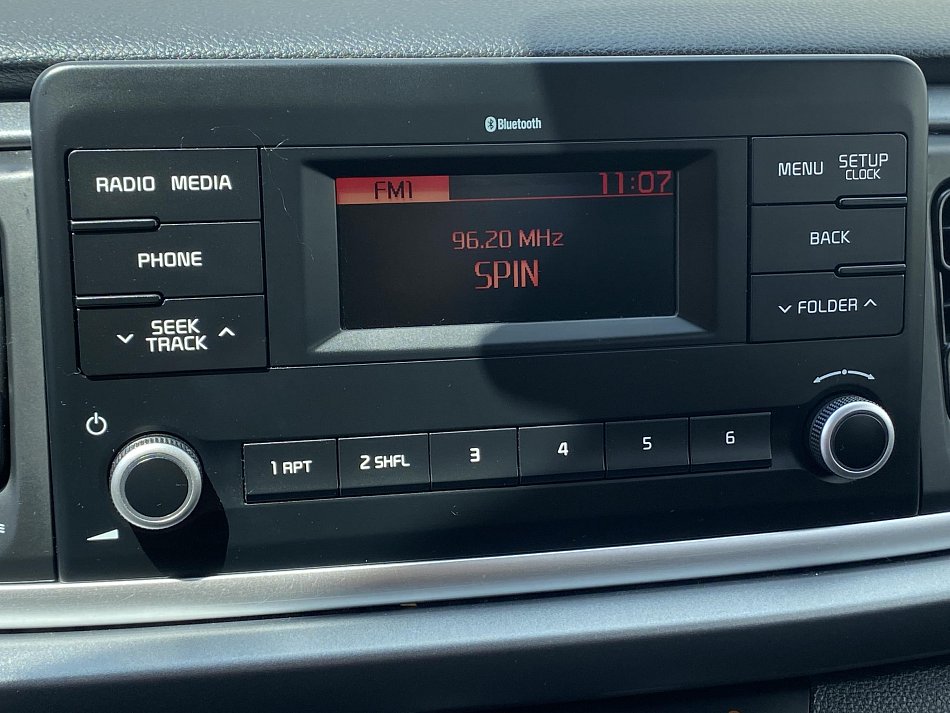 Bluetooth
RADIO MEDIA
PHONE
SEEK
TRACK
FM1 11:07
96.20 MHz
SPIN
MENU SETUP
CLOCK
BACK
FOLDER
1 RPT 2 SHFL 3 4 5 6